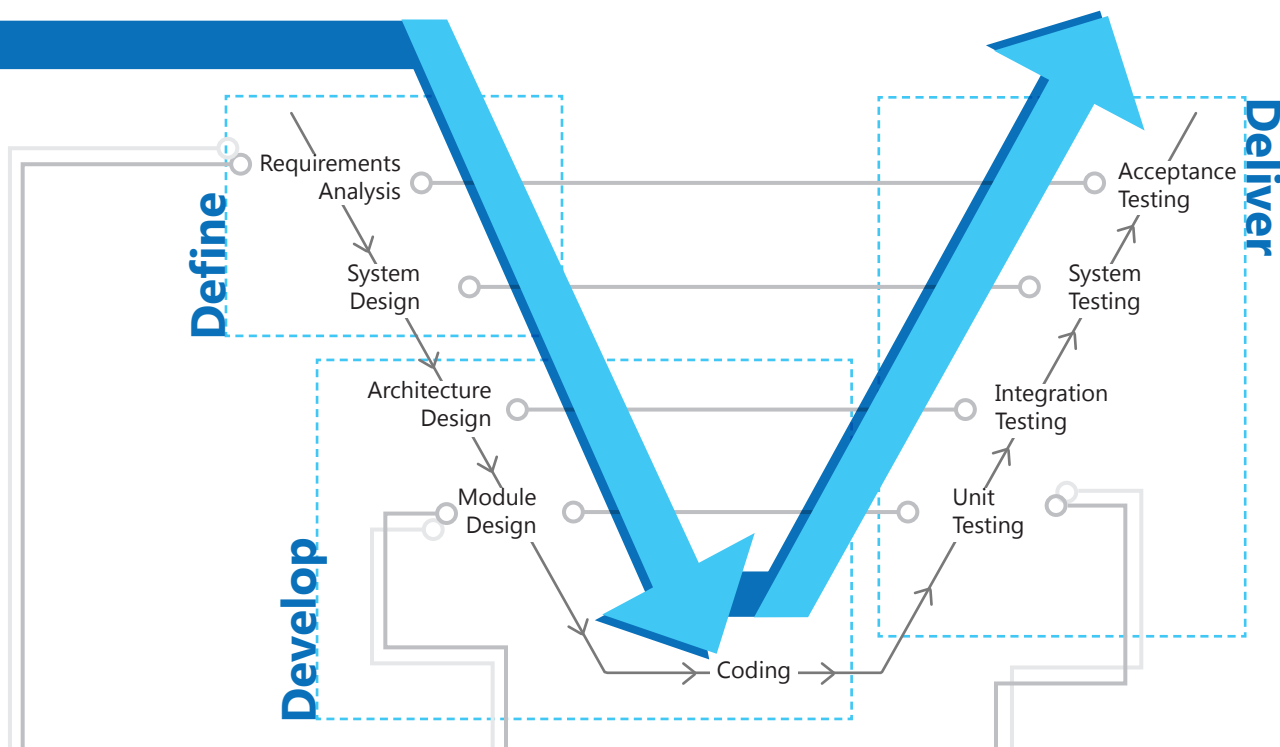 Define
Requirements
Analysis
System
Design
Develop
Architecture
Design
Module
Design
Coding
Deliver
Acceptance
Testing
System
Testing
Integration
Testing
Unit
Testing